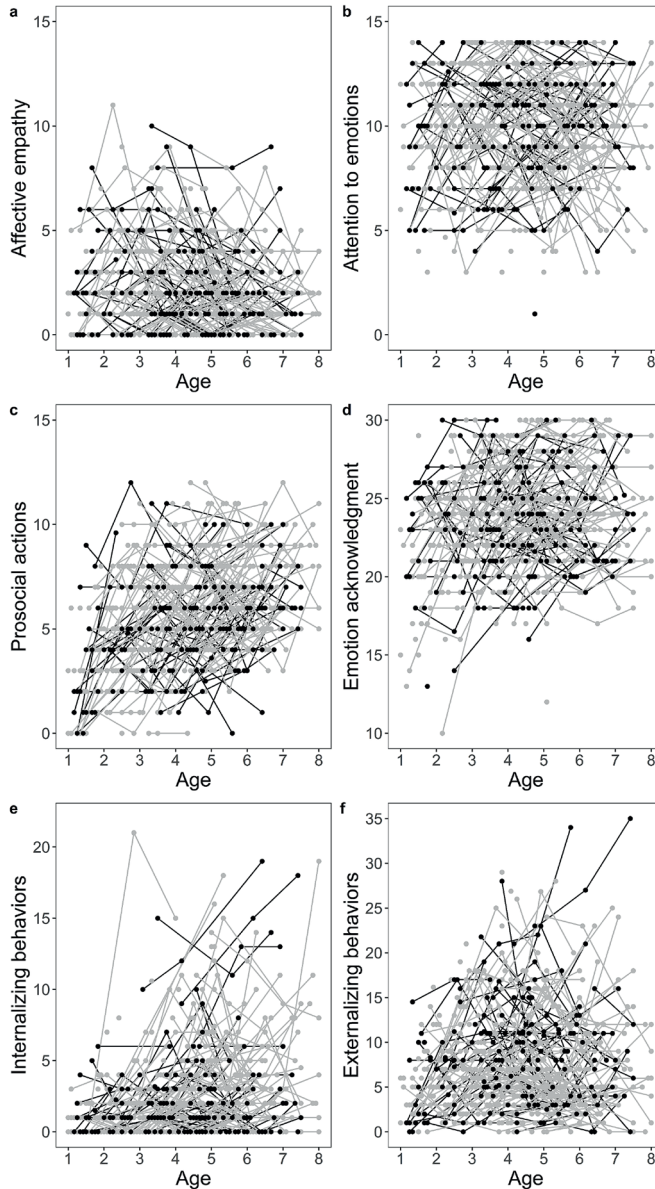 a
15
10
5
0
Affective empathy
1 2 3 4 5 6 7 8
Age
b
15
10
5
0
Attention to emotions
1 2 3 4 5 6 7 8
Age
c
15
10
5
0
Prosocial actions
1 2 3 4 5 6 7 8
Age
d
30
25
20
15
10
Emotion acknowledgment
1 2 3 4 5 6 7 8
Age
e
20
15
10
5
0
Internalizing behaviors
1 2 3 4 5 6 7 8
Age
f
35
30
25
20
15
10
5
0
Externalizing behaviors
1 2 3 4 5 6 7 8
Age